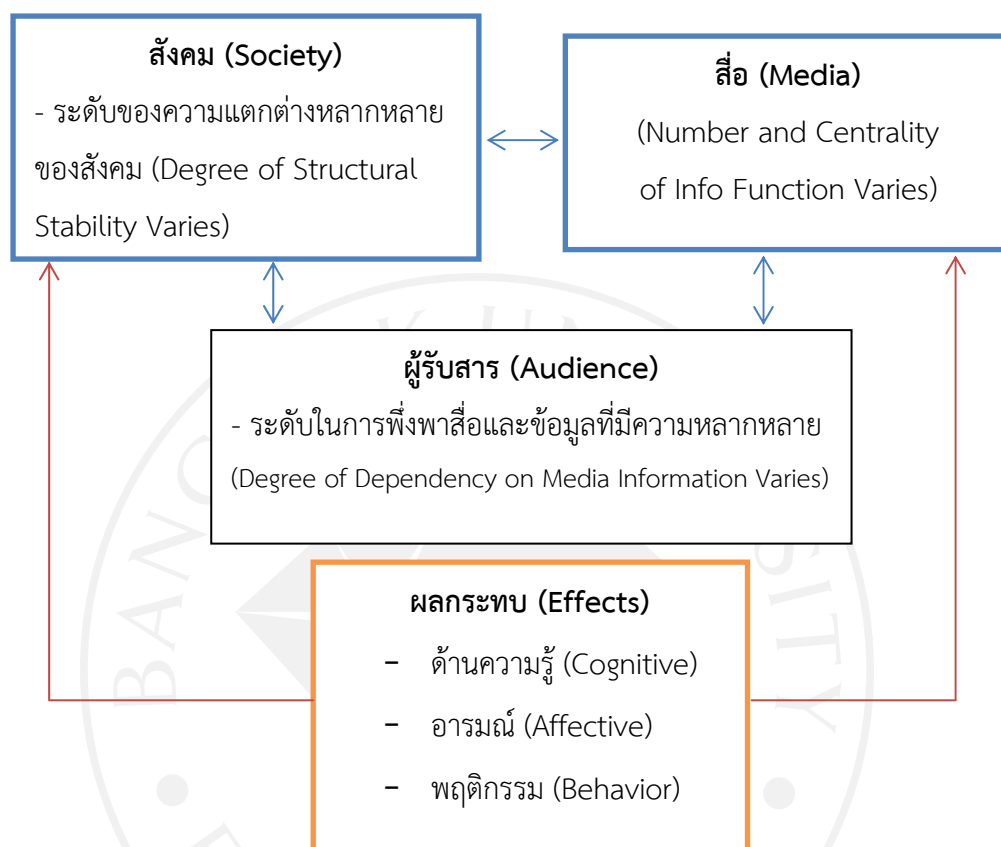 สังคม (Society)
- ระดับของความแตกต่างหลากหลาย
ของสังคม (Degree of Structural
Stability Varies)
สื่อ (Media)
(Number and Centrality
of Info Function Varies)
ผู้รับสาร (Audience)
- ระดับในการพึ่งพาสื่อและข้อมูลที่มีความหลากหลาย
(Degree of Dependency on Media Information Varies)
ผลกระทบ (Effects)
- ด้านความรู้ (Cognitive)
- อารมณ์ (Affective)
- พฤติกรรม (Behavior)